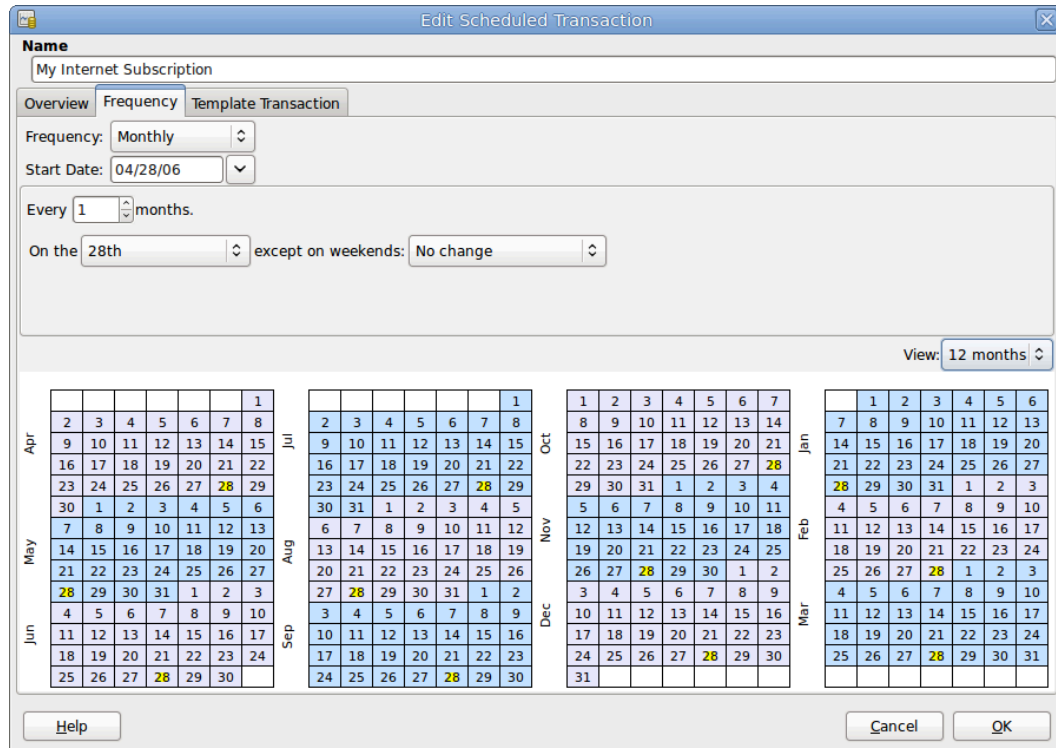 Edit Scheduled Transaction
Name
My Internet Subscription
Overview Frequency Template Transaction
Frequency: Monthly
Start Date: 04/28/06
Every 1 months.
On the 28th except on weekends: No change
View: 12 months
Apr
1
2 3 4 5 6 7 8
9 10 11 12 13 14 15
16 17 18 19 20 21 22
23 24 25 26 27 28 29
30 1 2 3 4 5 6
May
7 8 9 10 11 12 13
14 15 16 17 18 19 20
21 22 23 24 25 26 27
28 29 30 31 1 2 3
Jun
4 5 6 7 8 9 10
11 12 13 14 15 16 17
18 19 20 21 22 23 24
25 26 27 28 29 30
Jul
1
2 3 4 5 6 7 8
9 10 11 12 13 14 15
16 17 18 19 20 21 22
23 24 25 26 27 28 29
30 31 1 2 3 4 5
Aug
6 7 8 9 10 11 12
13 14 15 16 17 18 19
20 21 22 23 24 25 26
27 28 29 30 31 1 2
Sep
3 4 5 6 7 8 9
10 11 12 13 14 15 16
17 18 19 20 21 22 23
24 25 26 27 28 29 30
Oct
1 2 3 4 5 6 7
8 9 10 11 12 13 14
15 16 17 18 19 20 21
22 23 24 25 26 27 28
29 30 31 1 2 3 4
Nov
5 6 7 8 9 10 11
12 13 14 15 16 17 18
19 20 21 22 23 24 25
26 27 28 29 30 1 2
Dec
3 4 5 6 7 8 9
10 11 12 13 14 15 16
17 18 19 20 21 22 23
24 25 26 27 28 29 30
31
Jan
1 2 3 4 5 6
7 8 9 10 11 12 13
14 15 16 17 18 19 20
21 22 23 24 25 26 27
28 29 30 31 1 2 3
Feb
4 5 6 7 8 9 10
11 12 13 14 15 16 17
18 19 20 21 22 23 24
25 26 27 28 1 2 3
Mar
4 5 6 7 8 9 10
11 12 13 14 15 16 17
18 19 20 21 22 23 24
25 26 27 28 29 30 31
Help Cancel OK